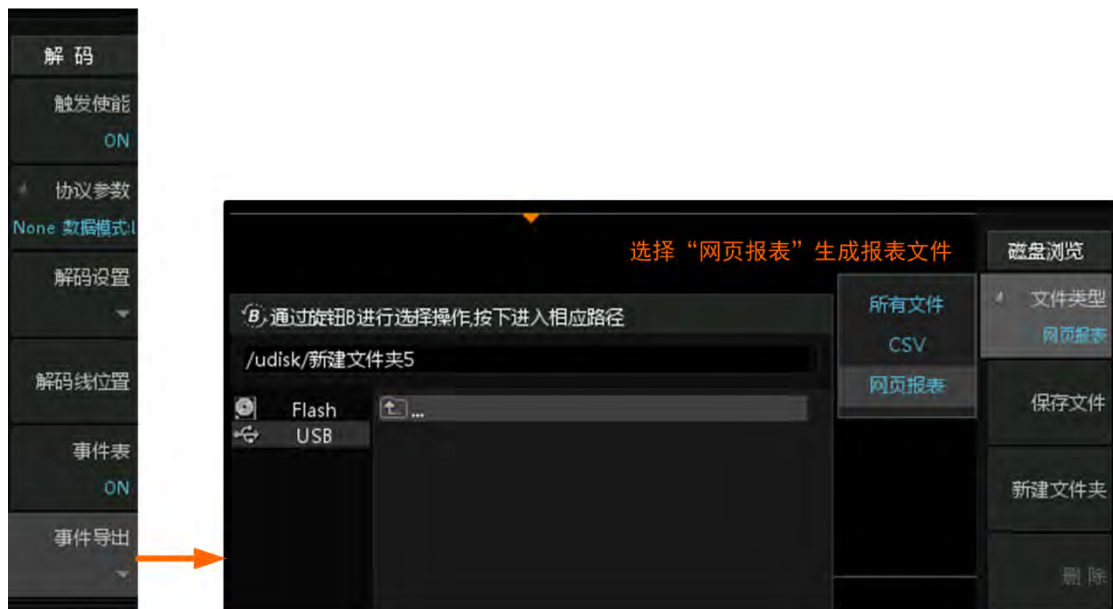 解 码
触发使能
ON
协议参数
None 数据模式:l
解码设置
解码线位置
事件表
ON
事件导出
选择“网页报表”生成报表文件
B 通过旋钮B进行选择操作,按下进入相应路径
/udisk/新建文件夹5
Flash
USB
...
所有文件
CSV
网页报表
磁盘浏览
文件类型
网页报表
保存文件
新建文件夹
删 除